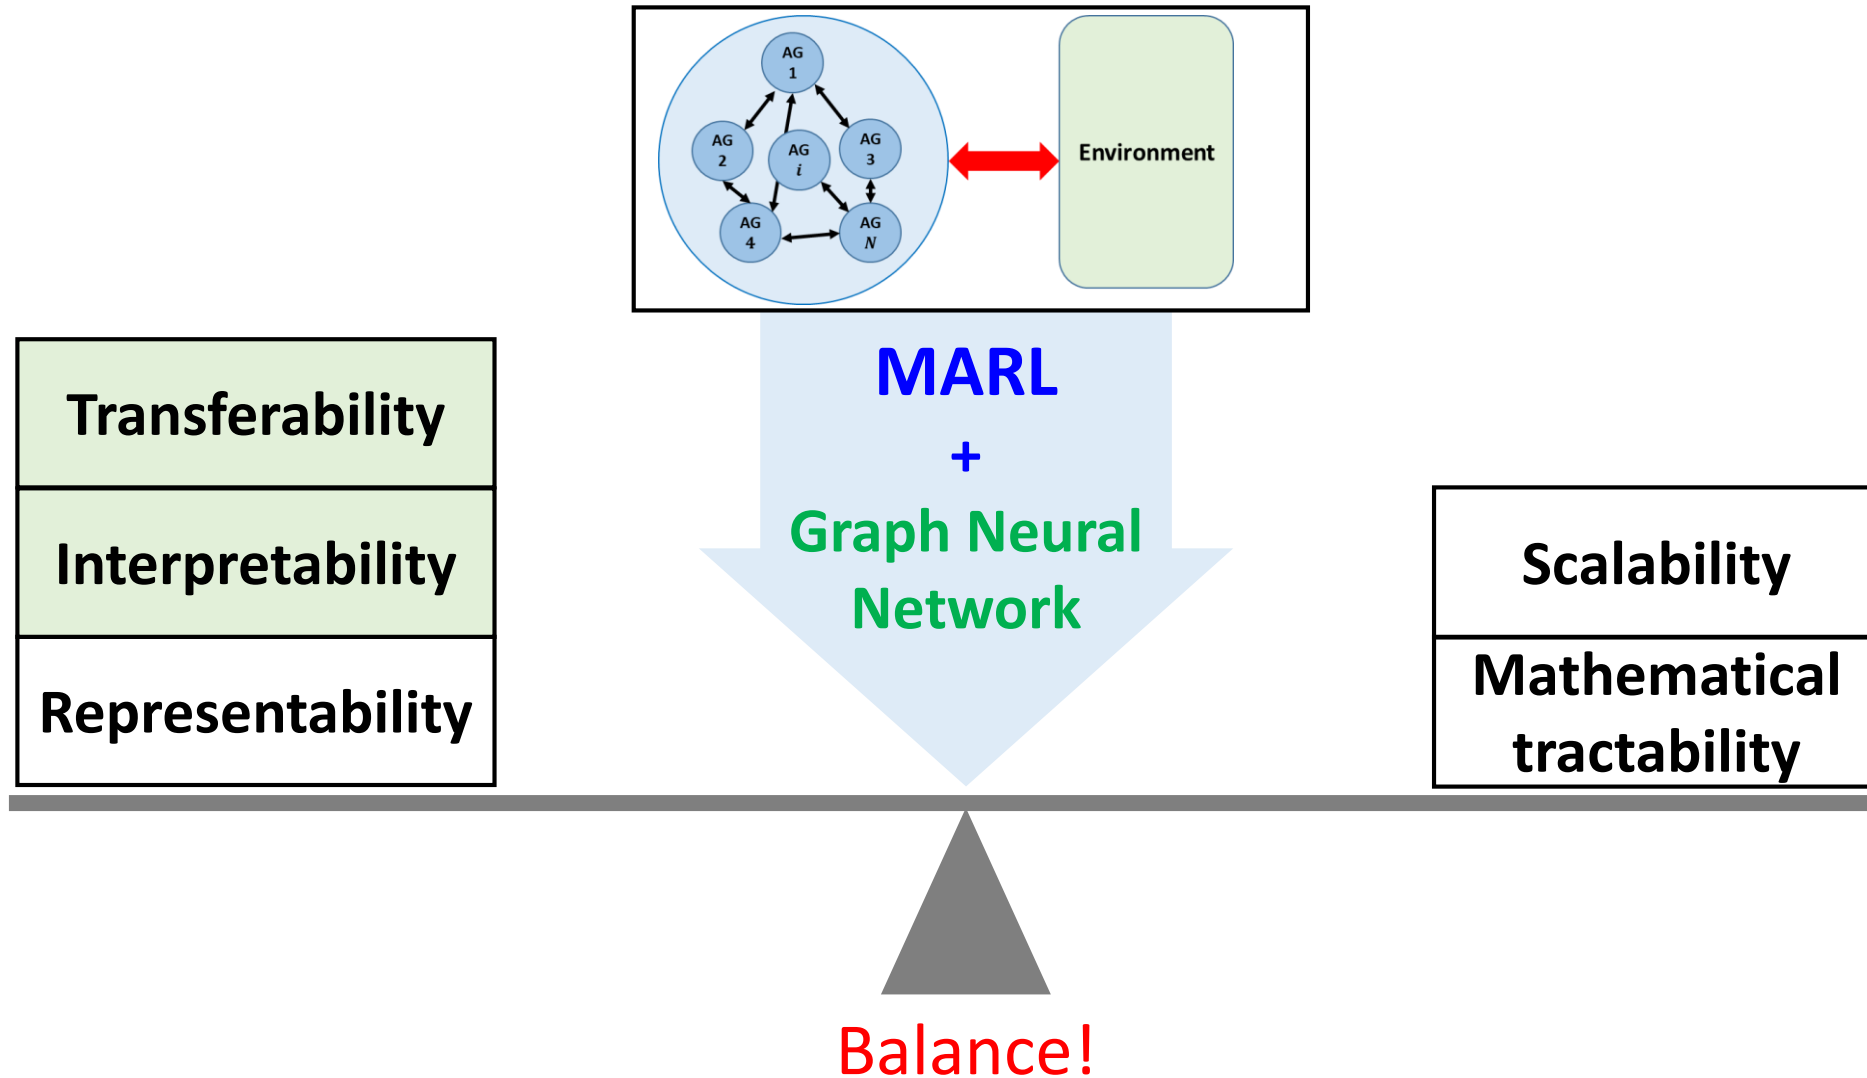 AG
1
AG
2
AG
i
AG
3
AG
4
AG
N
Environment
MARL
+
Graph Neural
Network
Transferability
Interpretability
Representability
Scalability
Mathematical
tractability
Balance!